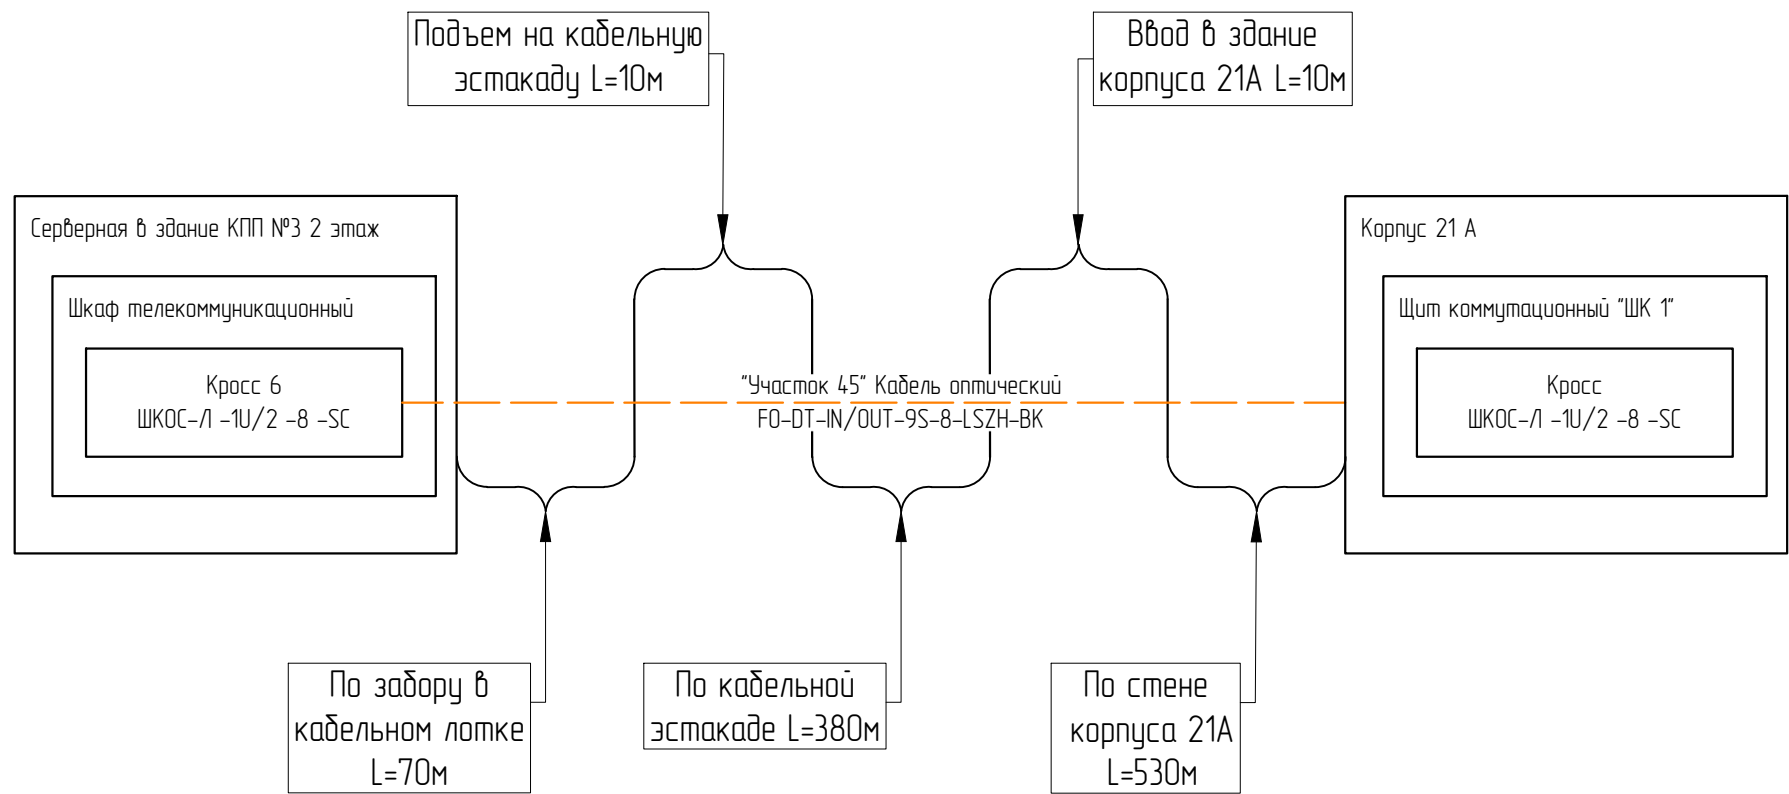 Подъем на кабельную
эстакаду L=10м
Ввод в здание
корпуса 21А L=10м
Серверная в здание КПП №3 2 этаж
Шкаф телекоммуникационный
Кросс 6
ШКОС-Л -1U/2 -8 -SC
"Участок 45" Кабель оптический
FO-DT-IN/OUT-9S-8-LSZH-BK
Корпус 21 А
Щит коммутационный "ШК 1"
Кросс
ШКОС-Л -1U/2 -8 -SC
По забору в
кабельном лотке
L=70м
По кабельной
эстакаде L=380м
По стене
корпуса 21А
L=530м